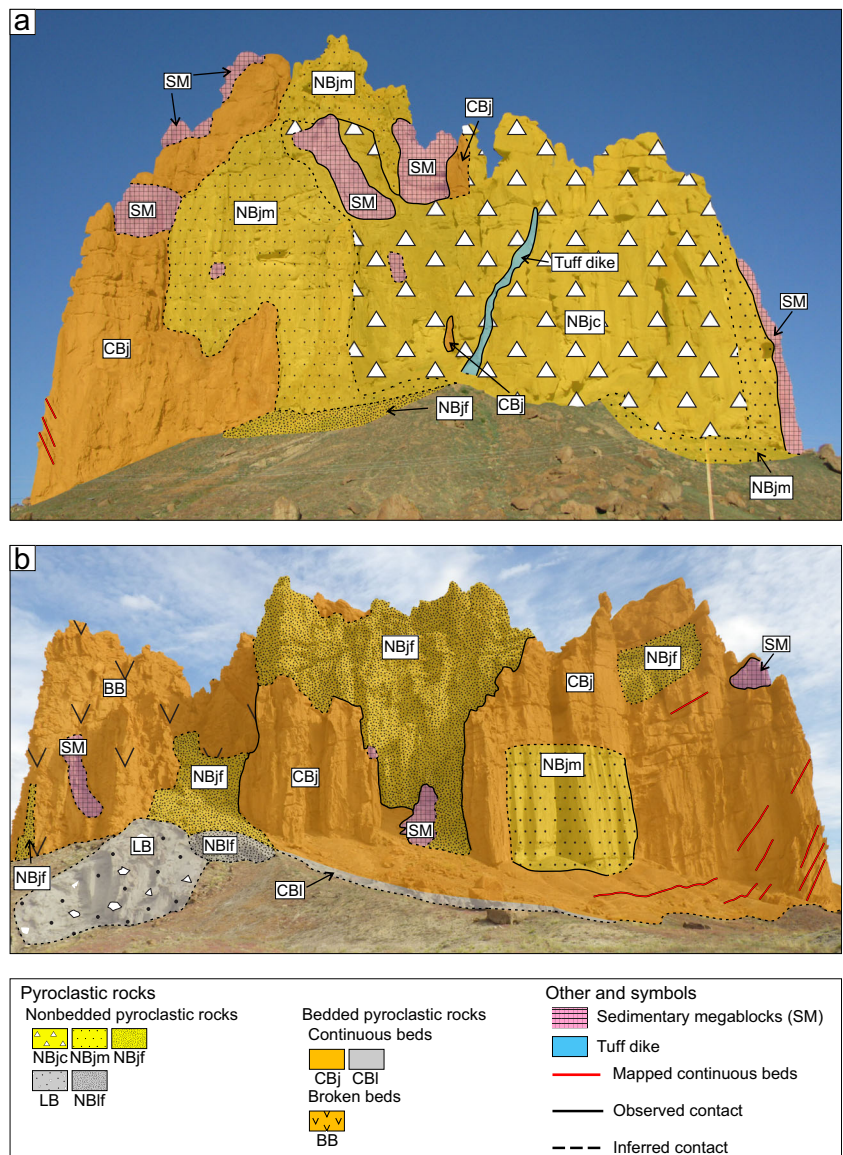 a
SM
NBjm
CBj
SM
SM
SM
NBjm
Tuff dike
SM
NBjc
CBj
CBj
NBjf
NBjm
b
NBjf
NBjf
SM
BB
CBj
SM
NBjm
NBjf
CBj
SM
LB
NBlf
NBjf
CBl
Pyroclastic rocks
Nonbedded pyroclastic rocks
NBjc NBjm NBjf
LB NBlf
Bedded pyroclastic rocks
Continuous beds
CBj CBl
Broken beds
BB
Other and symbols
Sedimentary megablocks (SM)
Tuff dike
Mapped continuous beds
Observed contact
Inferred contact